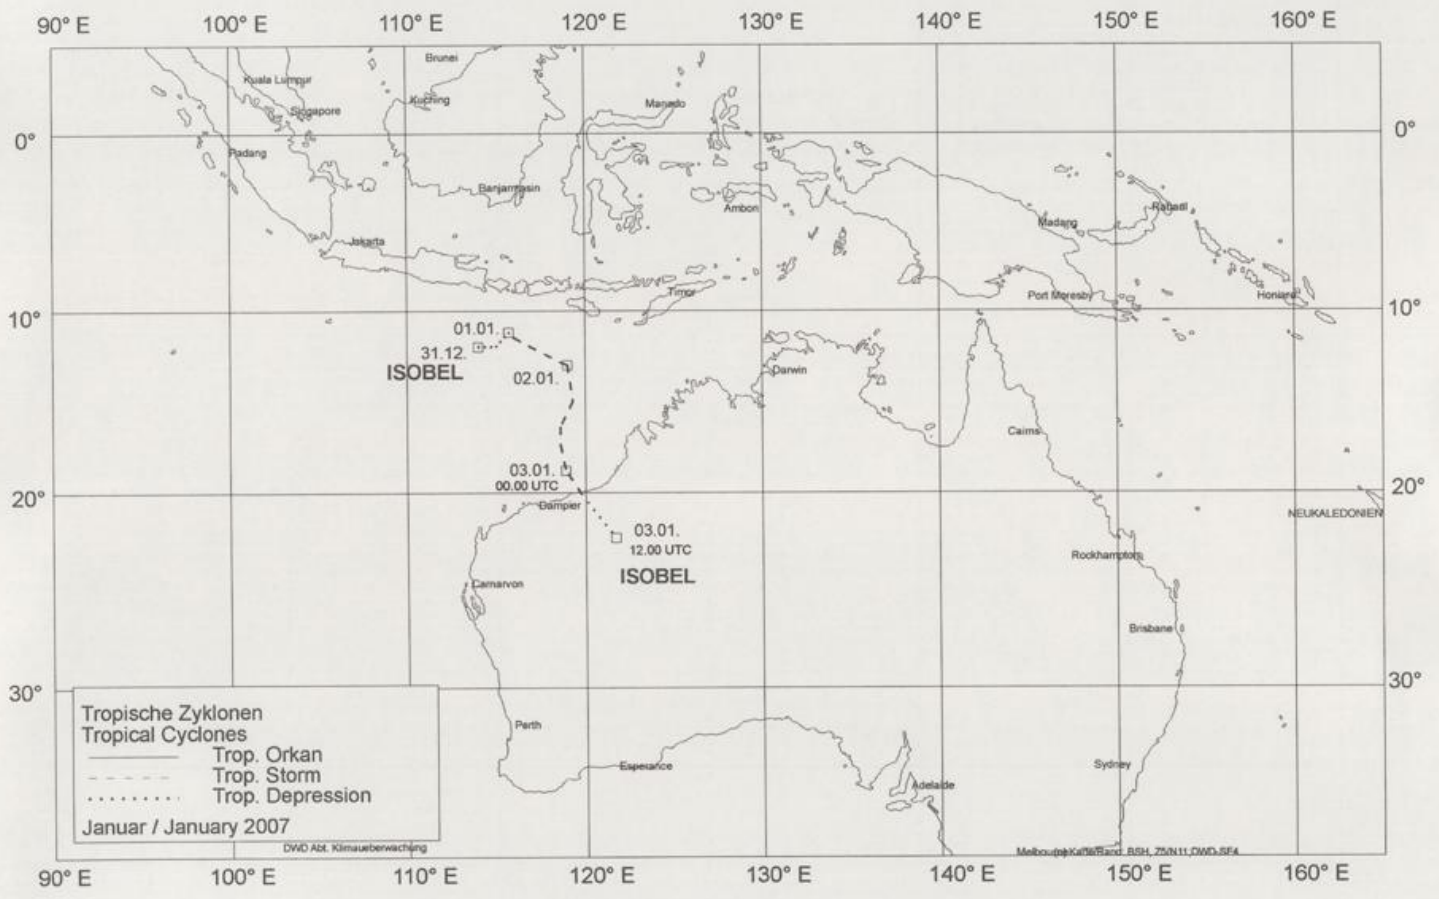 90° E 100° E 110° E 120° E 130° E 140° E 150° E 160° E
Brunei
Kuala Lumpur
Kuching
Manado
Singapore
0° 0°
Padang
Banjarmasin
Ambon
Rabaul
Madang
Jakarta
Timor
Port Moresby
Honiara
10° 10°
01.01.
31.12.
ISOBEL
02.01.
Darwin
Cairns
03.01.
00.00 UTC
20° 20°
Dampier
NEUKALEDONIEN
03.01.
12.00 UTC
ISOBEL
Rockhampton
Carnarvon
Brisbane
30° 30°
Perth
Esperance
Sydney
Adelaide
Tropische Zyklonen
Tropical Cyclones
Trop. Orkan
Trop. Storm
Trop. Depression
Januar / January 2007
DWD Abt. Klimaueberwachung
90° E 100° E 110° E 120° E 130° E 140° E 150° E 160° E